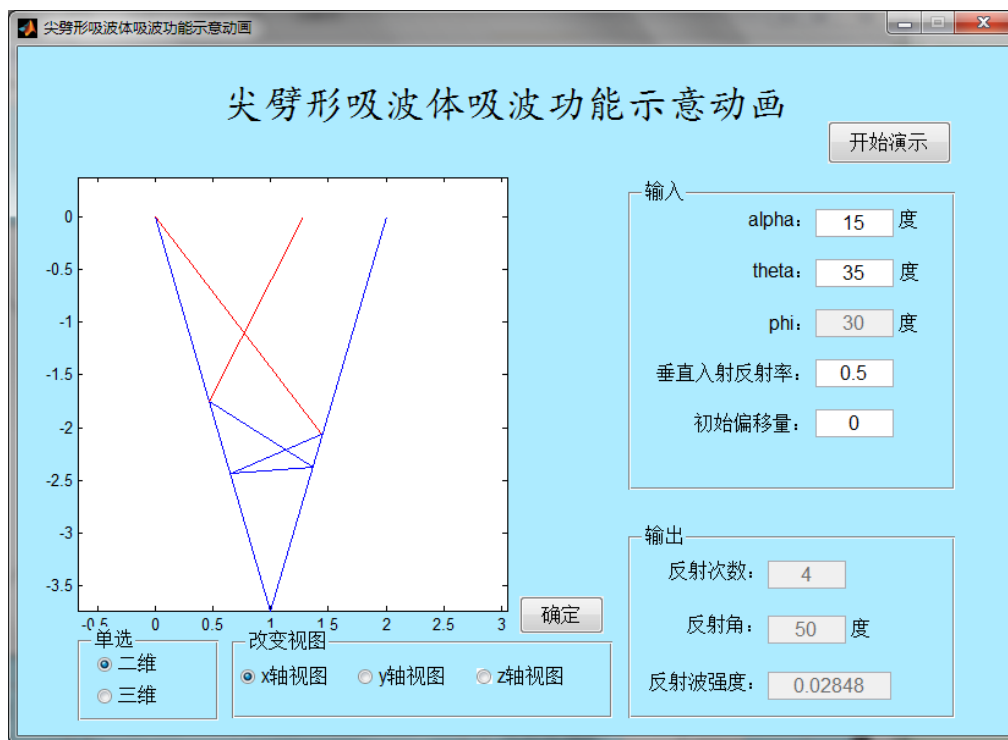 尖劈形吸波体吸波功能示意动画
尖劈形吸波体吸波功能示意动画
开始演示
0
-0.5
-1
-1.5
-2
-2.5
-3
-3.5
-0.5 0 0.5 1 1.5 2 2.5 3
确定
单选
二维
三维
改变视图
x轴视图 y轴视图 z轴视图
输入
alpha: 15 度
theta: 35 度
phi: 30 度
垂直入射反射率: 0.5
初始偏移量: 0
输出
反射次数: 4
反射角: 50 度
反射波强度: 0.02848